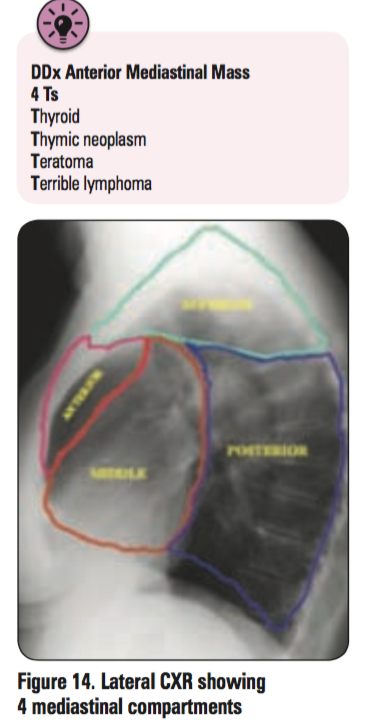 DDx Anterior Mediastinal Mass
4 Ts
Thyroid
Thymic neoplasm
Teratoma
Terrible lymphoma
SUPERIOR
ANTERIOR
MIDDLE
POSTERIOR
Figure 14. Lateral CXR showing
4 mediastinal compartments